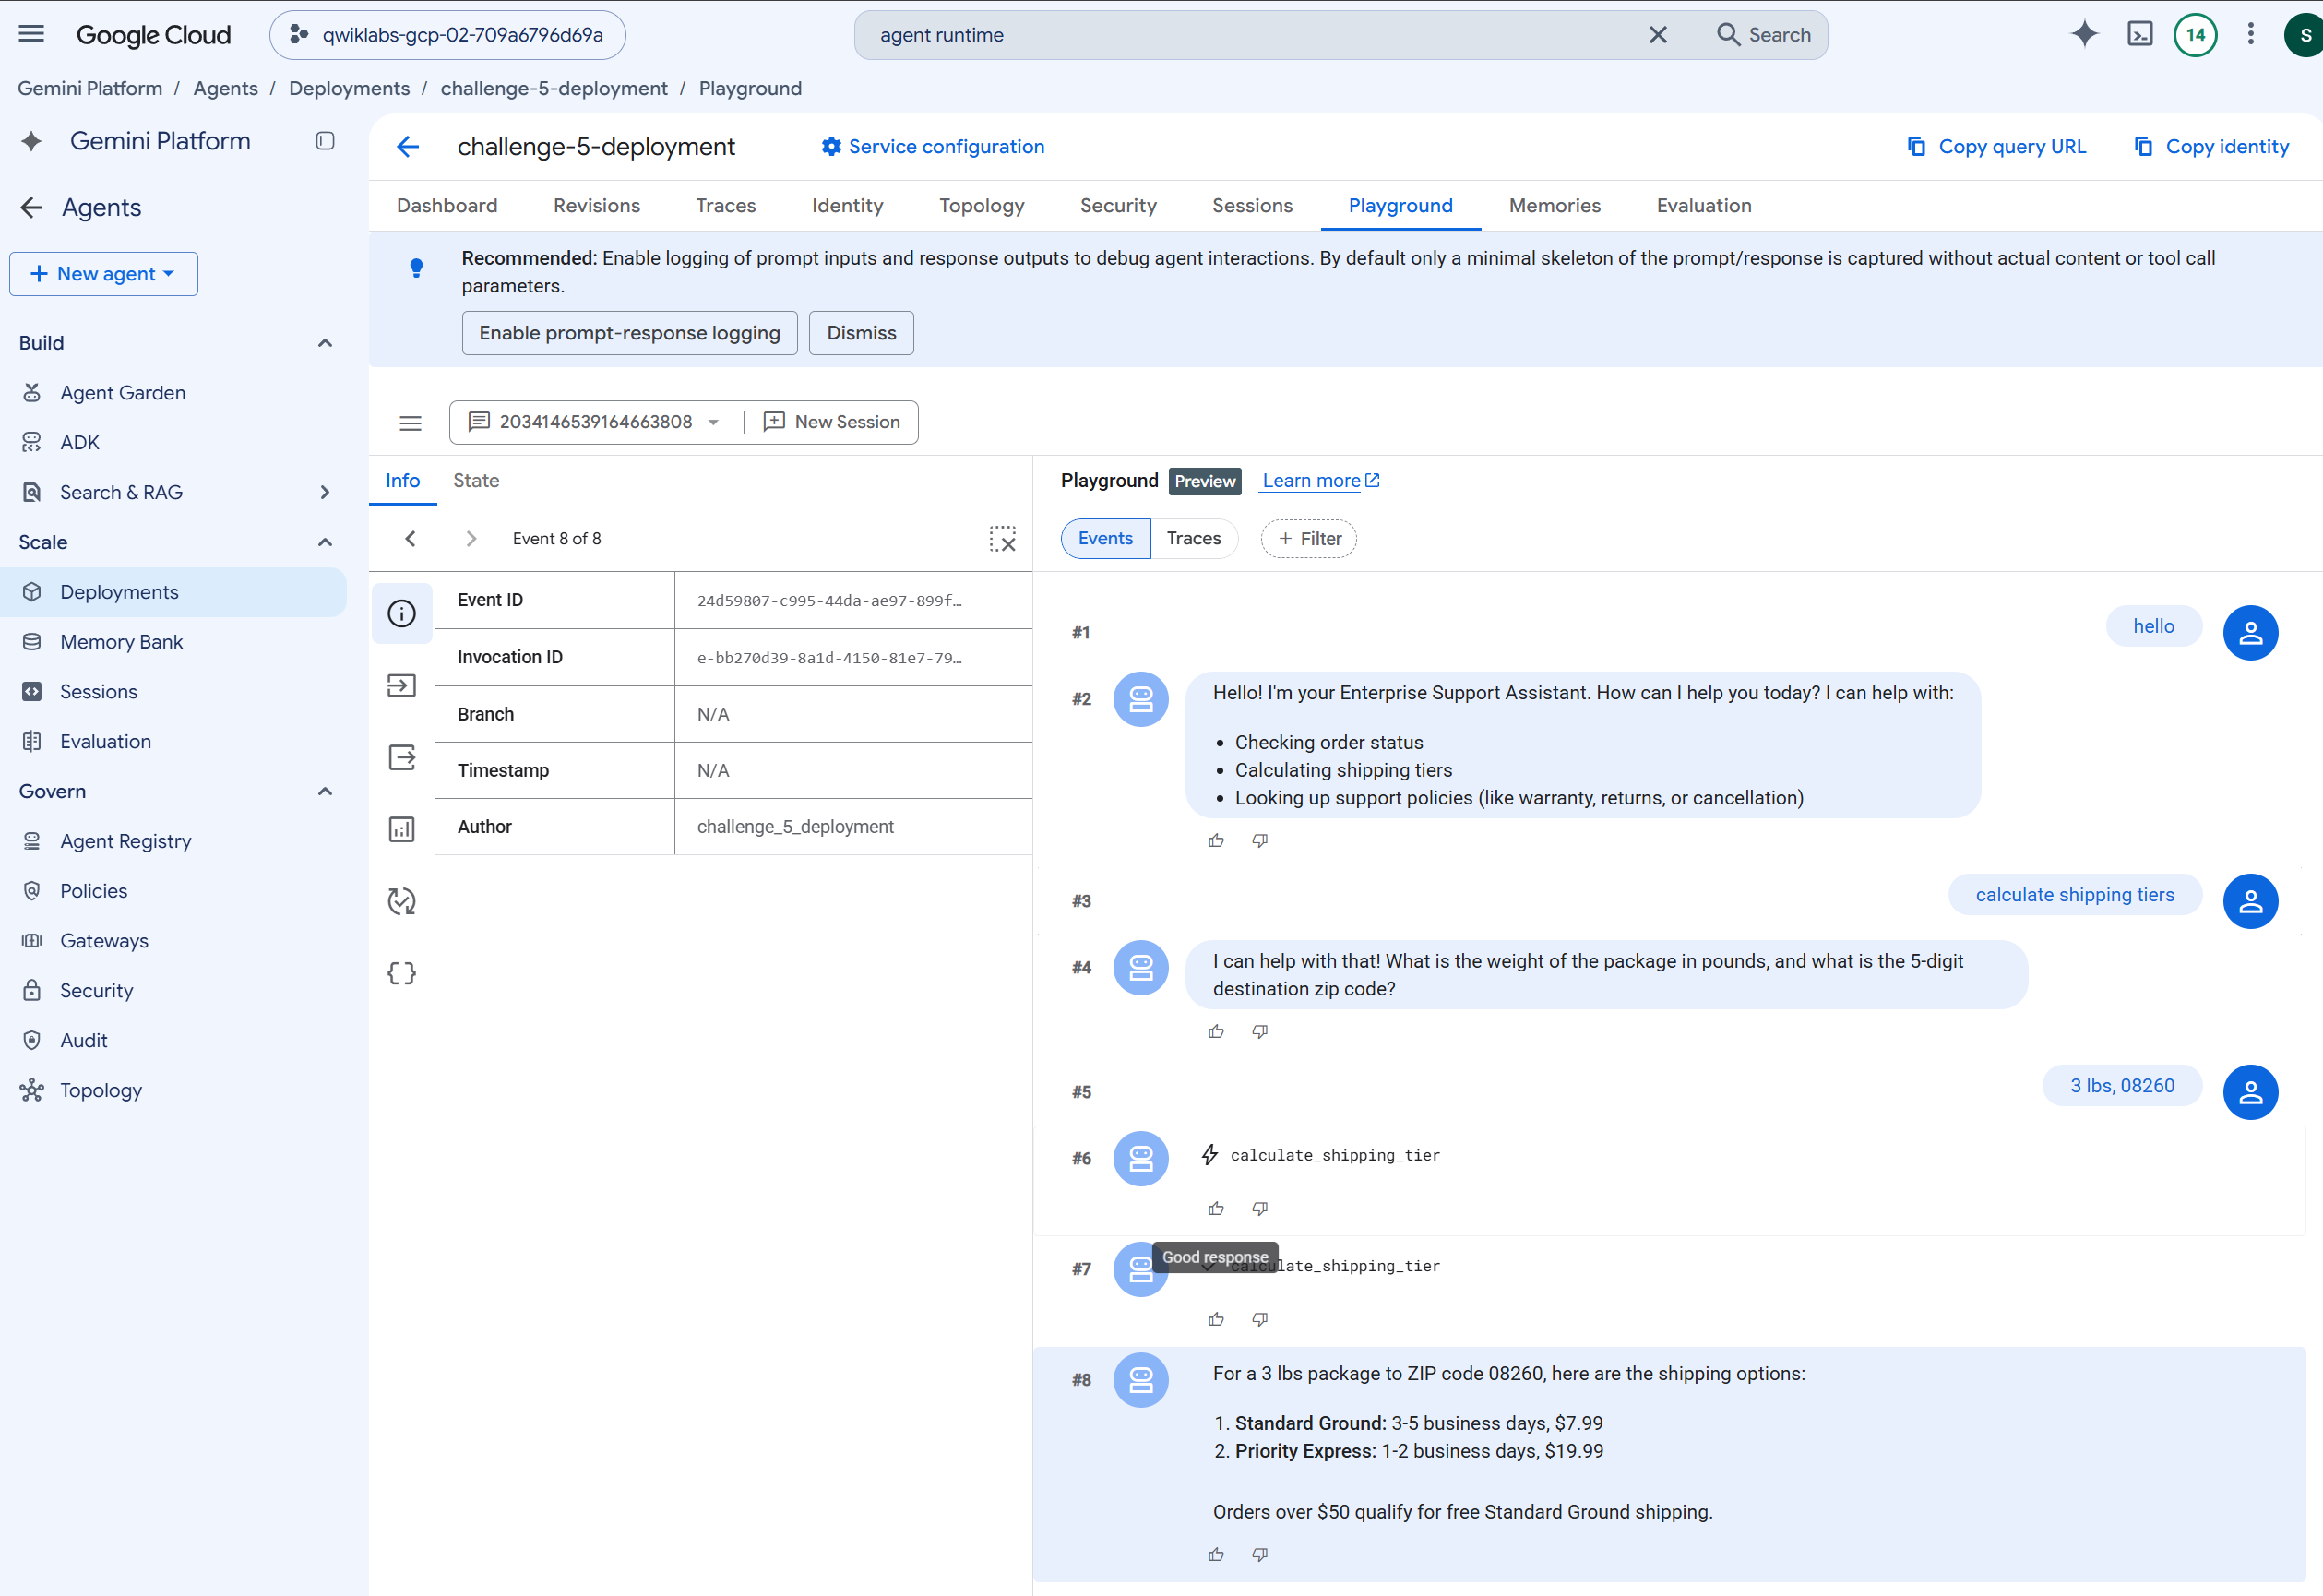 Google Cloud
qwiklabs-gcp-02-709a6796d69a
agent runtime
Search
14
S
Gemini Platform / Agents / Deployments / challenge-5-deployment / Playground
Gemini Platform
Agents
New agent
Build
Agent Garden
ADK
Search & RAG
Scale
Deployments
Memory Bank
Sessions
Evaluation
Govern
Agent Registry
Policies
Gateways
Security
Audit
Topology
challenge-5-deployment
Service configuration
Copy query URL
Copy identity
Dashboard
Revisions
Traces
Identity
Topology
Security
Sessions
Playground
Memories
Evaluation
Recommended: Enable logging of prompt inputs and response outputs to debug agent interactions. By default only a minimal skeleton of the prompt/response is captured without actual content or tool call
parameters.
Enable prompt-response logging
Dismiss
2034146539164663808
New Session
Info
State
Event 8 of 8
Event ID 24d59807-c995-44da-ae97-899f…
Invocation ID e-bb270d39-8a1d-4150-81e7-79…
Branch N/A
Timestamp N/A
Author challenge_5_deployment
Playground
Preview
Learn more
Events
Traces
+ Filter
#1
hello
#2
Hello! I'm your Enterprise Support Assistant. How can I help you today? I can help with:
• Checking order status
• Calculating shipping tiers
• Looking up support policies (like warranty, returns, or cancellation)
#3
calculate shipping tiers
#4
I can help with that! What is the weight of the package in pounds, and what is the 5-digit
destination zip code?
#5
3 lbs, 08260
#6
calculate_shipping_tier
Good response
#7
calculate_shipping_tier
#8
For a 3 lbs package to ZIP code 08260, here are the shipping options:
1. Standard Ground: 3-5 business days, $7.99
2. Priority Express: 1-2 business days, $19.99
Orders over $50 qualify for free Standard Ground shipping.